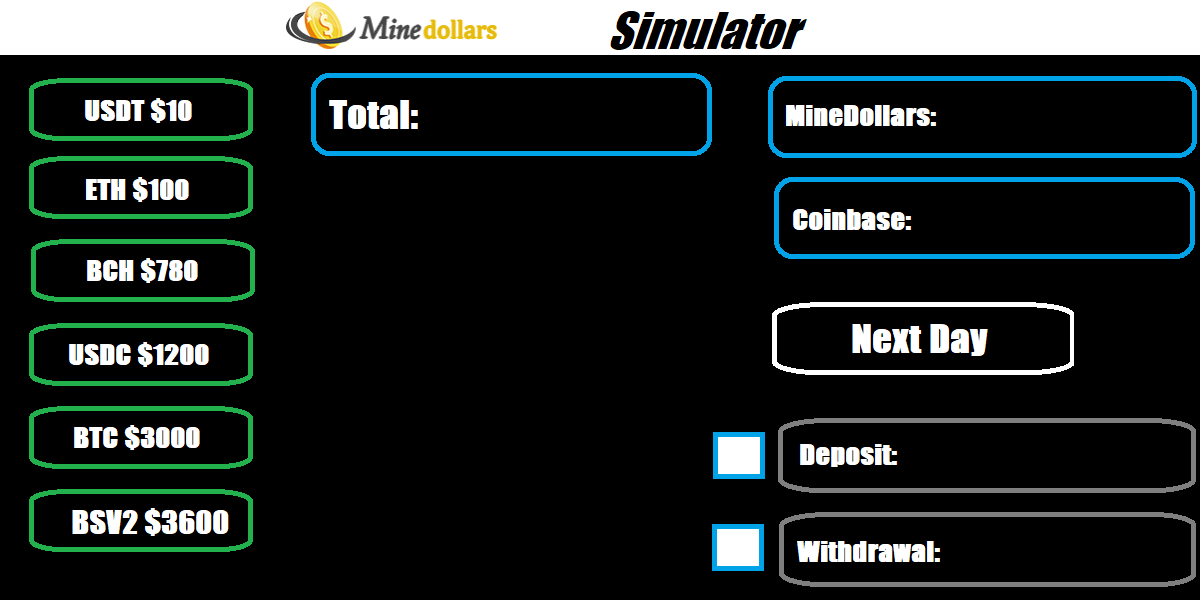 Minedollars
Simulator
USDT $10
ETH $100
BCH $780
USDC $1200
BTC $3000
BSV2 $3600
Total:
MineDollars:
Coinbase:
Next Day
Deposit:
Withdrawal: